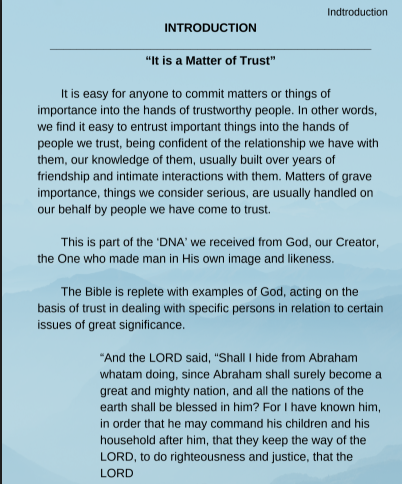 Indtroduction
INTRODUCTION
“It is a Matter of Trust”
It is easy for anyone to commit matters or things of
importance into the hands of trustworthy people. In other words,
we find it easy to entrust important things into the hands of
people we trust, being confident of the relationship we have with
them, our knowledge of them, usually built over years of
friendship and intimate interactions with them. Matters of grave
importance, things we consider serious, are usually handled on
our behalf by people we have come to trust.
This is part of the ‘DNA’ we received from God, our Creator,
the One who made man in His own image and likeness.
The Bible is replete with examples of God, acting on the
basis of trust in dealing with specific persons in relation to certain
issues of great significance.
“And the LORD said, “Shall I hide from Abraham
whatam doing, since Abraham shall surely become a
great and mighty nation, and all the nations of the
earth shall be blessed in him? For I have known him,
in order that he may command his children and his
household after him, that they keep the way of the
LORD, to do righteousness and justice, that the
LORD